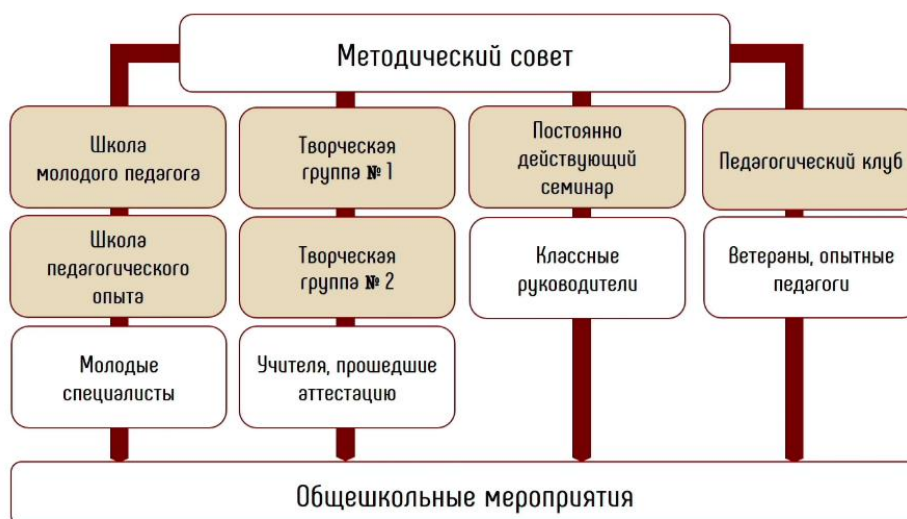 Методический совет
Школа
молодого педагога
Творческая
группа № 1
Постоянно
действующий
семинар
Педагогический клуб
Школа
педагогического
опыта
Творческая
группа № 2
Классные
руководители
Ветераны, опытные
педагоги
Молодые
специалисты
Учителя, прошедшие
аттестацию
Общешкольные мероприятия